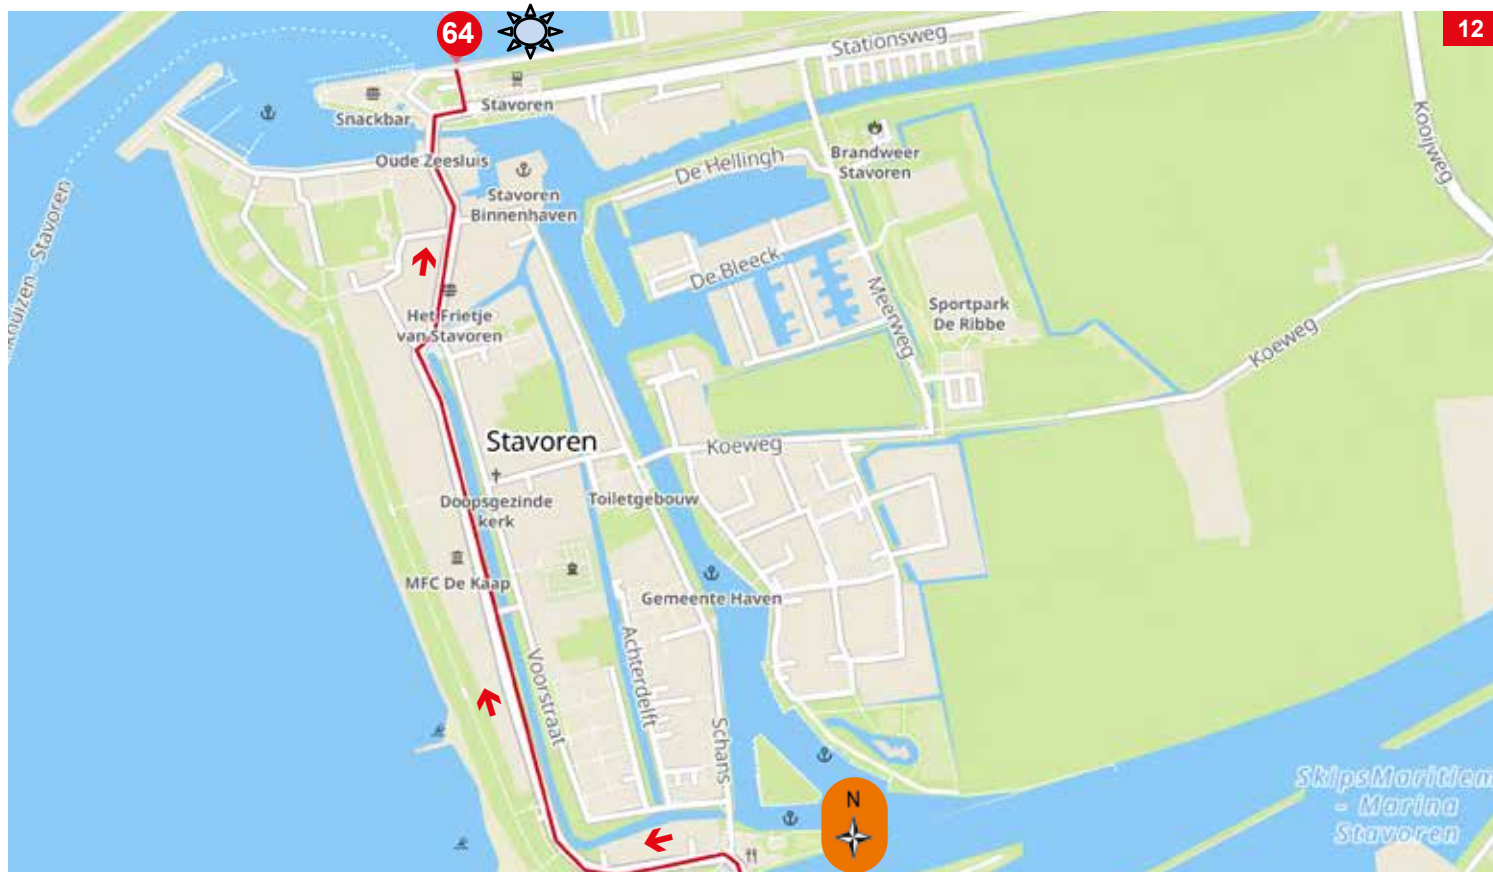 64
12
Stationsweg
Kooijweg
Snackbar
Stavoren
Oude Zeesluis
De Hellingh
Brandweer
Stavoren
Stavoren
Binnenhaven
Stavoren
De Bleeck
Meerweg
Sportpark
De Ribbe
Het Frietje
van Stavoren
Koeweg
Stavoren
Koeweg
Doopsgezinde
kerk
Toiletgebouw
MFC De Kaap
Gemeente Haven
Voorstraat
Achterdelft
Schans
N
SkipsMaritiem
- Marina
Stavoren